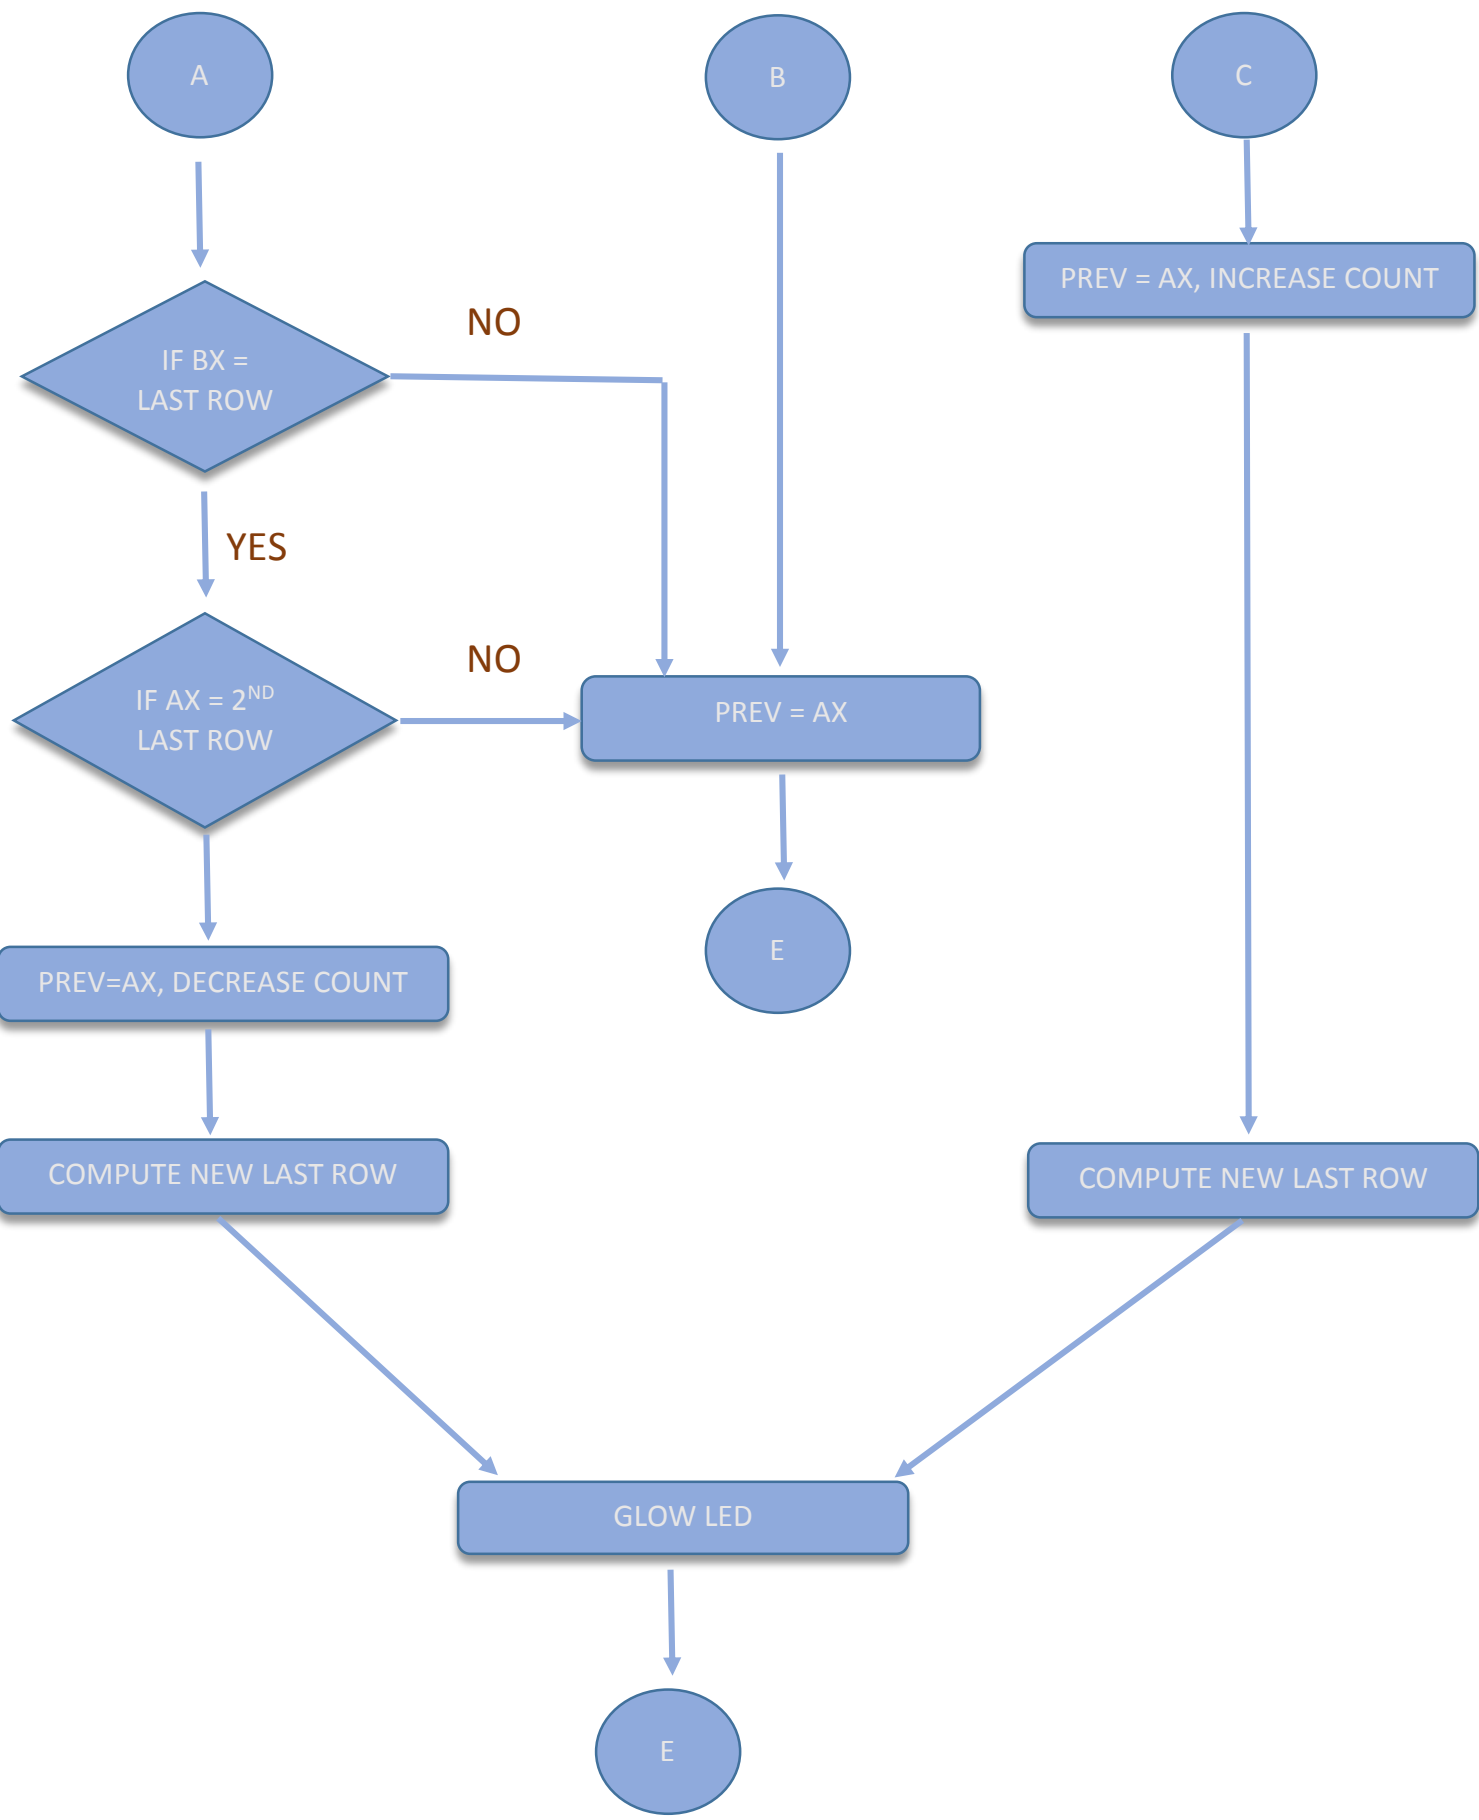 A
B
C
PREV = AX, INCREASE COUNT
NO
IF BX =
LAST ROW
YES
NO
IF AX = 2ND
LAST ROW
PREV = AX
E
PREV=AX, DECREASE COUNT
COMPUTE NEW LAST ROW
COMPUTE NEW LAST ROW
GLOW LED
E